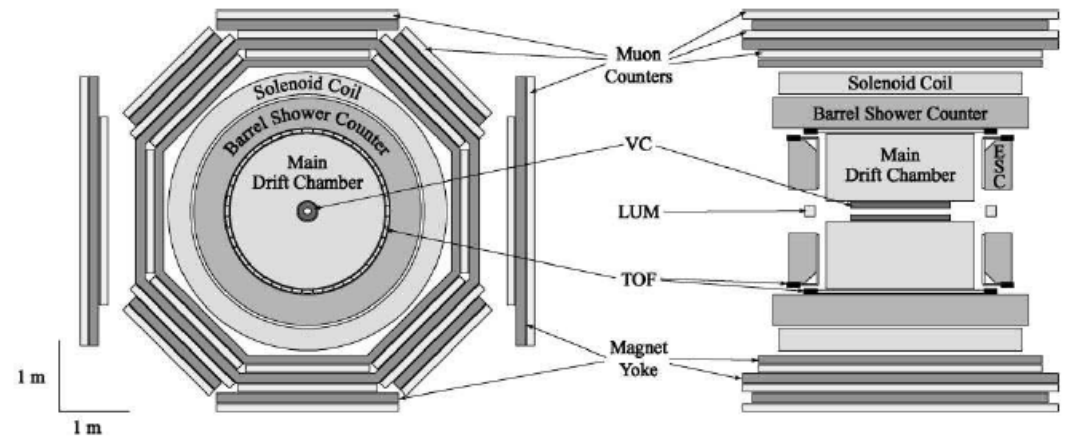 Solenoid Coil
Barrel Shower Counter
Main
Drift Chamber
1 m
1 m
Muon
Counters
VC
LUM
TOF
Magnet
Yoke
Solenoid Coil
Barrel Shower Counter
Main
Drift Chamber
ESC